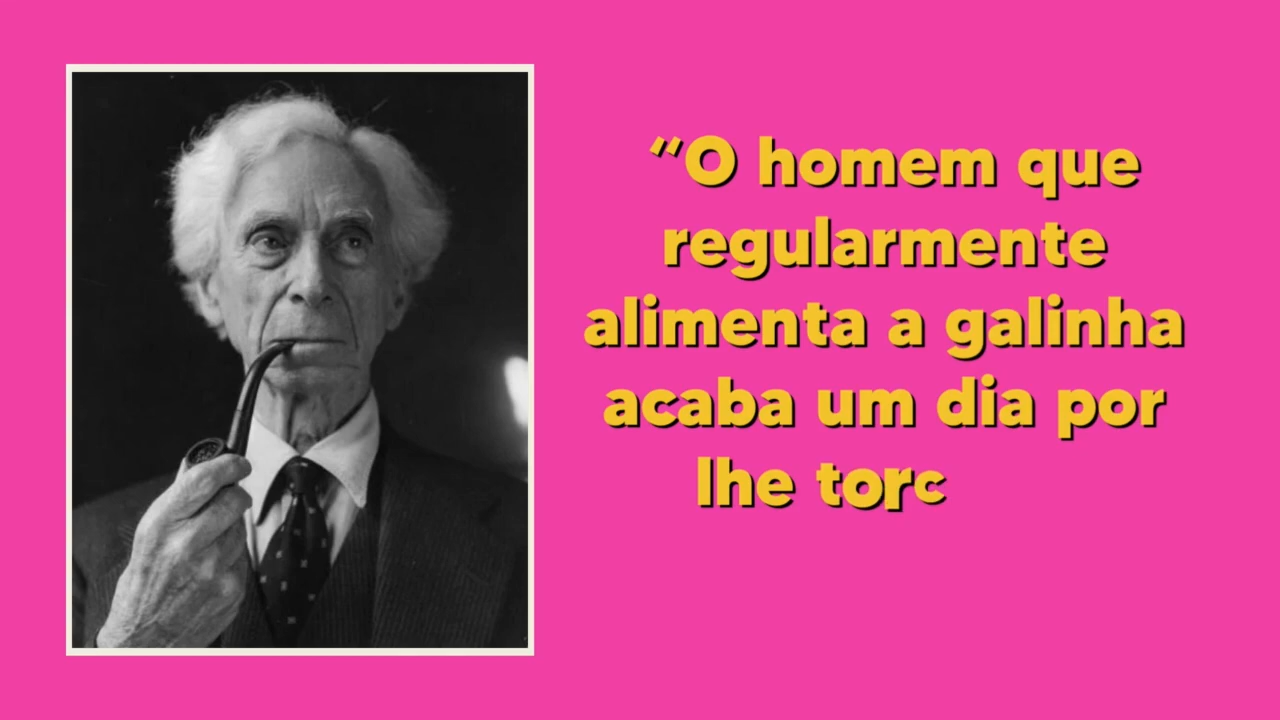 “O homem que
regularmente
alimenta a galinha
acaba um dia por
lhe torc